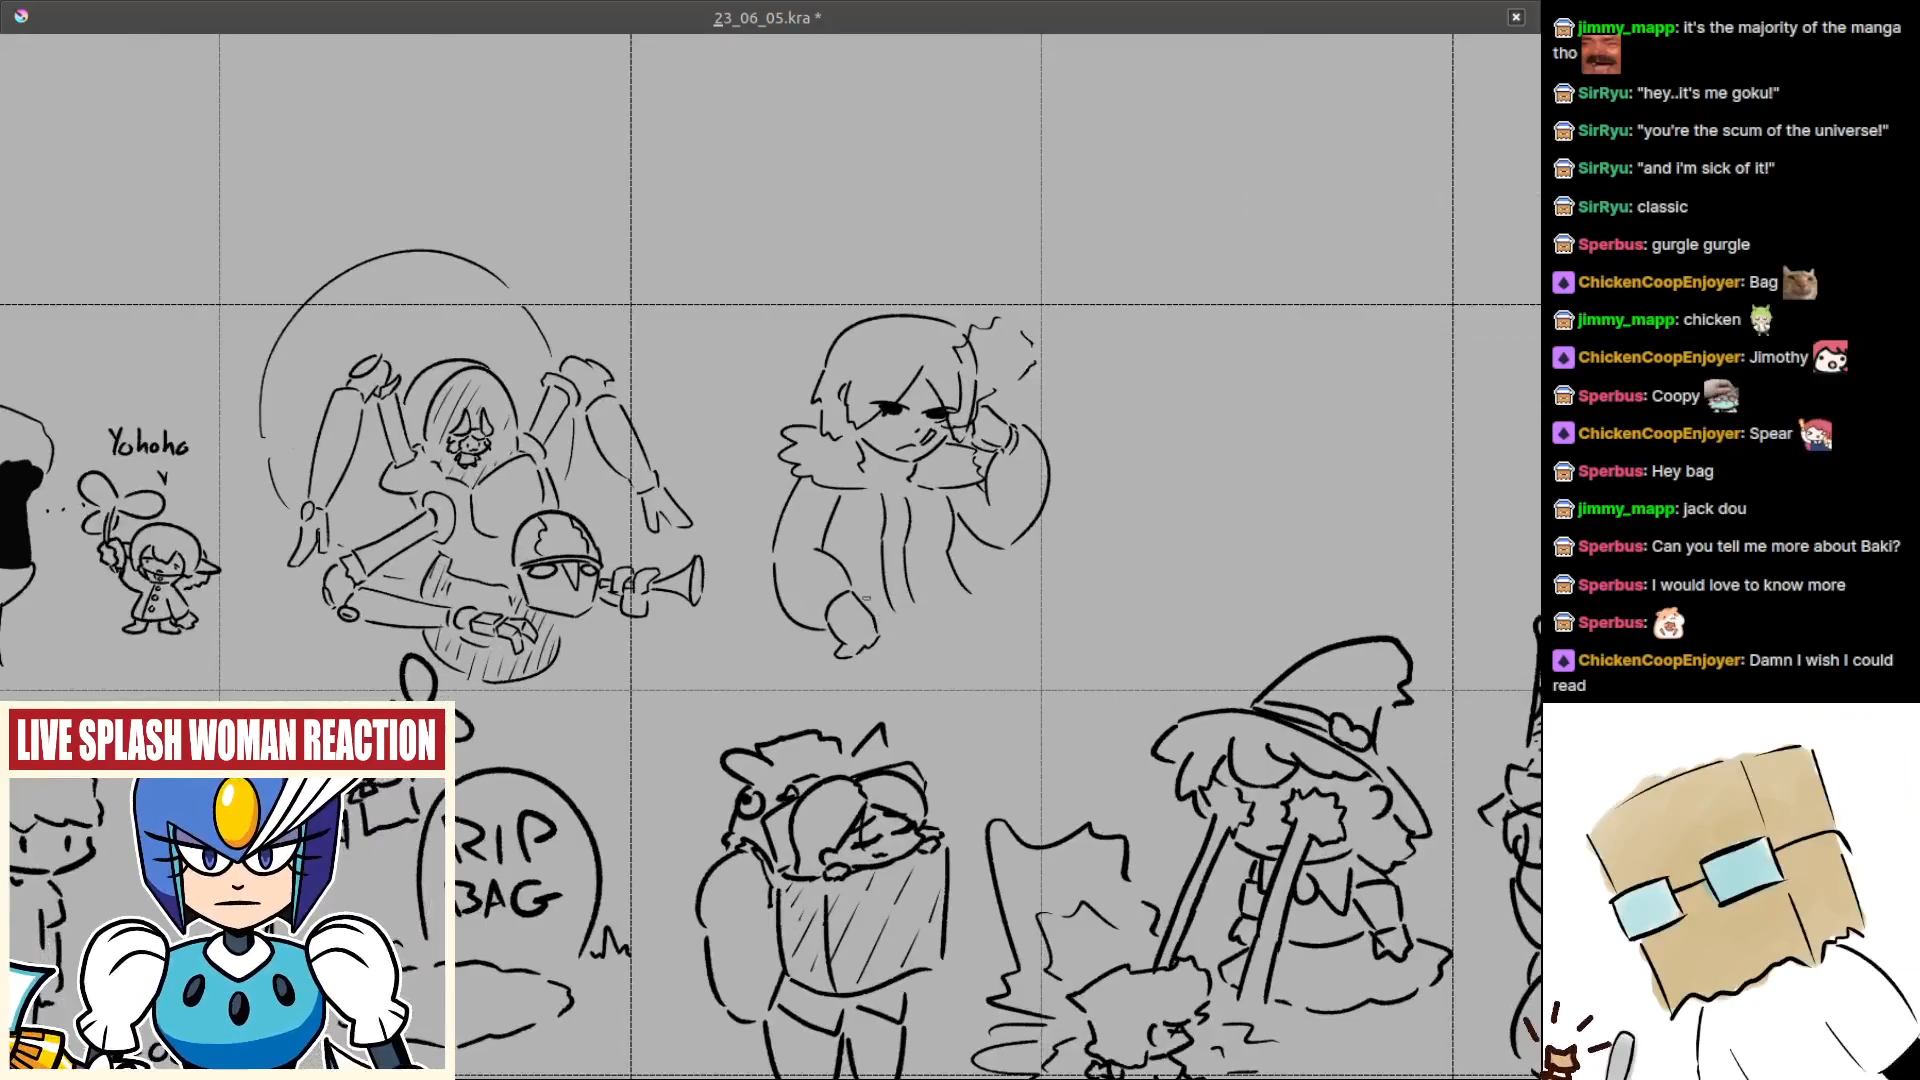 23_06_05.kra *
jimmy_mapp: it's the majority of the manga
tho
SirRyu: "hey..it's me goku!"
SirRyu: "you're the scum of the universe!"
SirRyu: "and i'm sick of it!"
SirRyu: classic
Sperbus: gurgle gurgle
ChickenCoopEnjoyer: Bag
jimmy_mapp: chicken
ChickenCoopEnjoyer: Jimothy
Sperbus: Coopy
ChickenCoopEnjoyer: Spear
Sperbus: Hey bag
jimmy_mapp: jack dou
Sperbus: Can you tell me more about Baki?
Sperbus: I would love to know more
Sperbus:
ChickenCoopEnjoyer: Damn I wish I could
read
Yohoho
LIVE SPLASH WOMAN REACTION
RIP
BAG